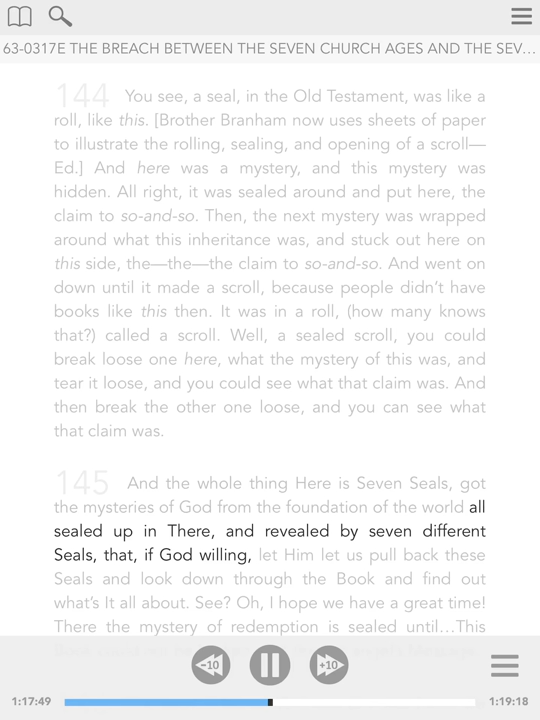 63-0317E THE BREACH BETWEEN THE SEVEN CHURCH AGES AND THE SEV...
144 You see, a seal, in the Old Testament, was like a
roll, like this. [Brother Branham now uses sheets of paper
to illustrate the rolling, sealing, and opening of a scroll—
Ed.] And here was a mystery, and this mystery was
hidden. All right, it was sealed around and put here, the
claim to so-and-so. Then, the next mystery was wrapped
around what this inheritance was, and stuck out here on
this side, the—the—the claim to so-and-so. And went on
down until it made a scroll, because people didn't have
books like this then. It was in a roll, (how many knows
that?) called a scroll. Well, a sealed scroll, you could
break loose one here, what the mystery of this was, and
tear it loose, and you could see what that claim was. And
then break the other one loose, and you can see what
that claim was.
145 And the whole thing Here is Seven Seals, got
the mysteries of God from the foundation of the world all
sealed up in There, and revealed by seven different
Seals, that, if God willing, let Him let us pull back these
Seals and look down through the Book and find out
what's It all about. See? Oh, I hope we have a great time!
There the mystery of redemption is sealed until...This
-10 +10
1:17:49 1:19:18